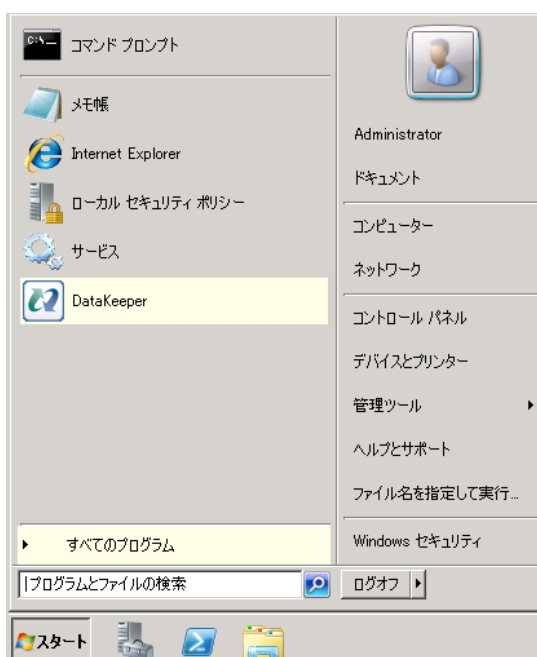 コマンド プロンプト
メモ帳
Internet Explorer
ローカル セキュリティ ポリシー
サービス
DataKeeper
すべてのプログラム
プログラムとファイルの検索
Administrator
ドキュメント
コンピューター
ネットワーク
コントロール パネル
デバイスとプリンター
管理ツール
ヘルプとサポート
ファイル名を指定して実行...
Windows セキュリティ
ログオフ
スタート